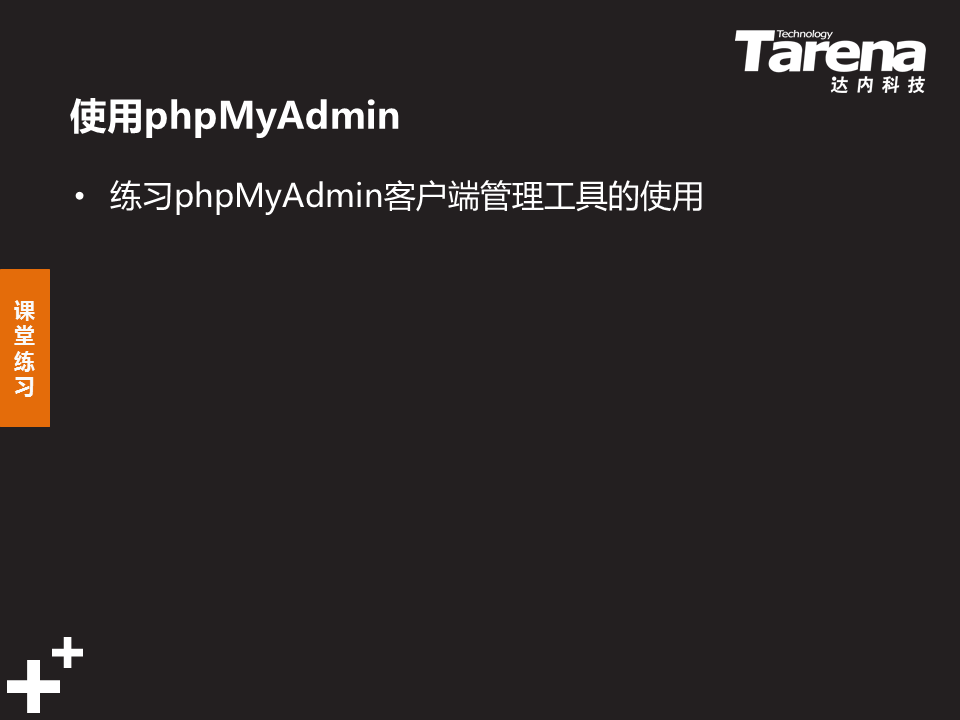 Technology
Tarena
达内科技
使用phpMyAdmin
• 练习phpMyAdmin客户端管理工具的使用
课
堂
练
习